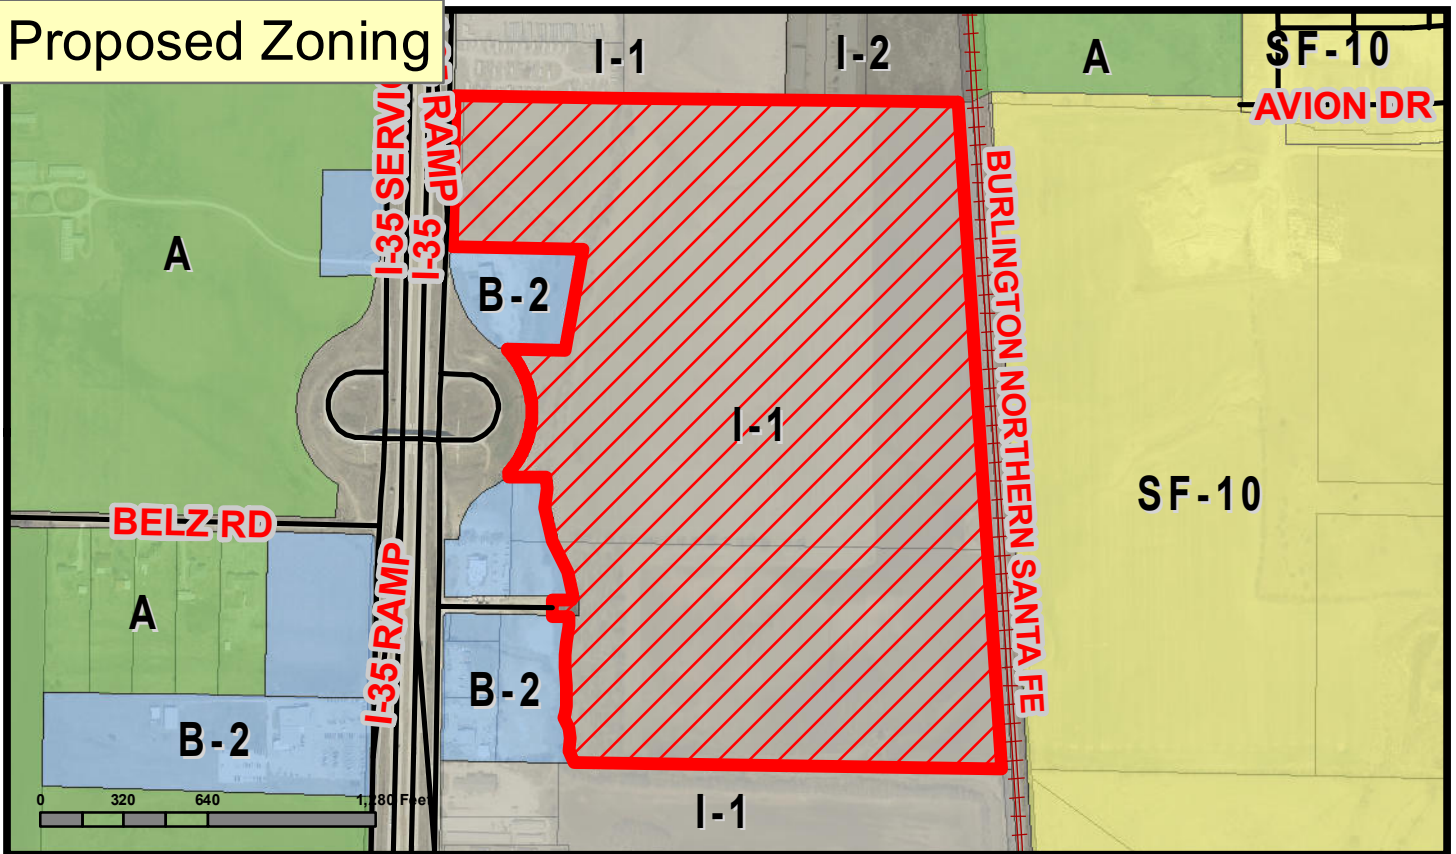 Proposed Zoning
I-1
I-2
A
SF-10
AVION DR
I-35 SERVIC
RAMP
I-35
A
B-2
BURLINGTON NORTHERN SANTA FE
I-1
SF-10
BELZ RD
A
I-35 RAMP
B-2
B-2
0 320 640 1,280 Feet
I-1